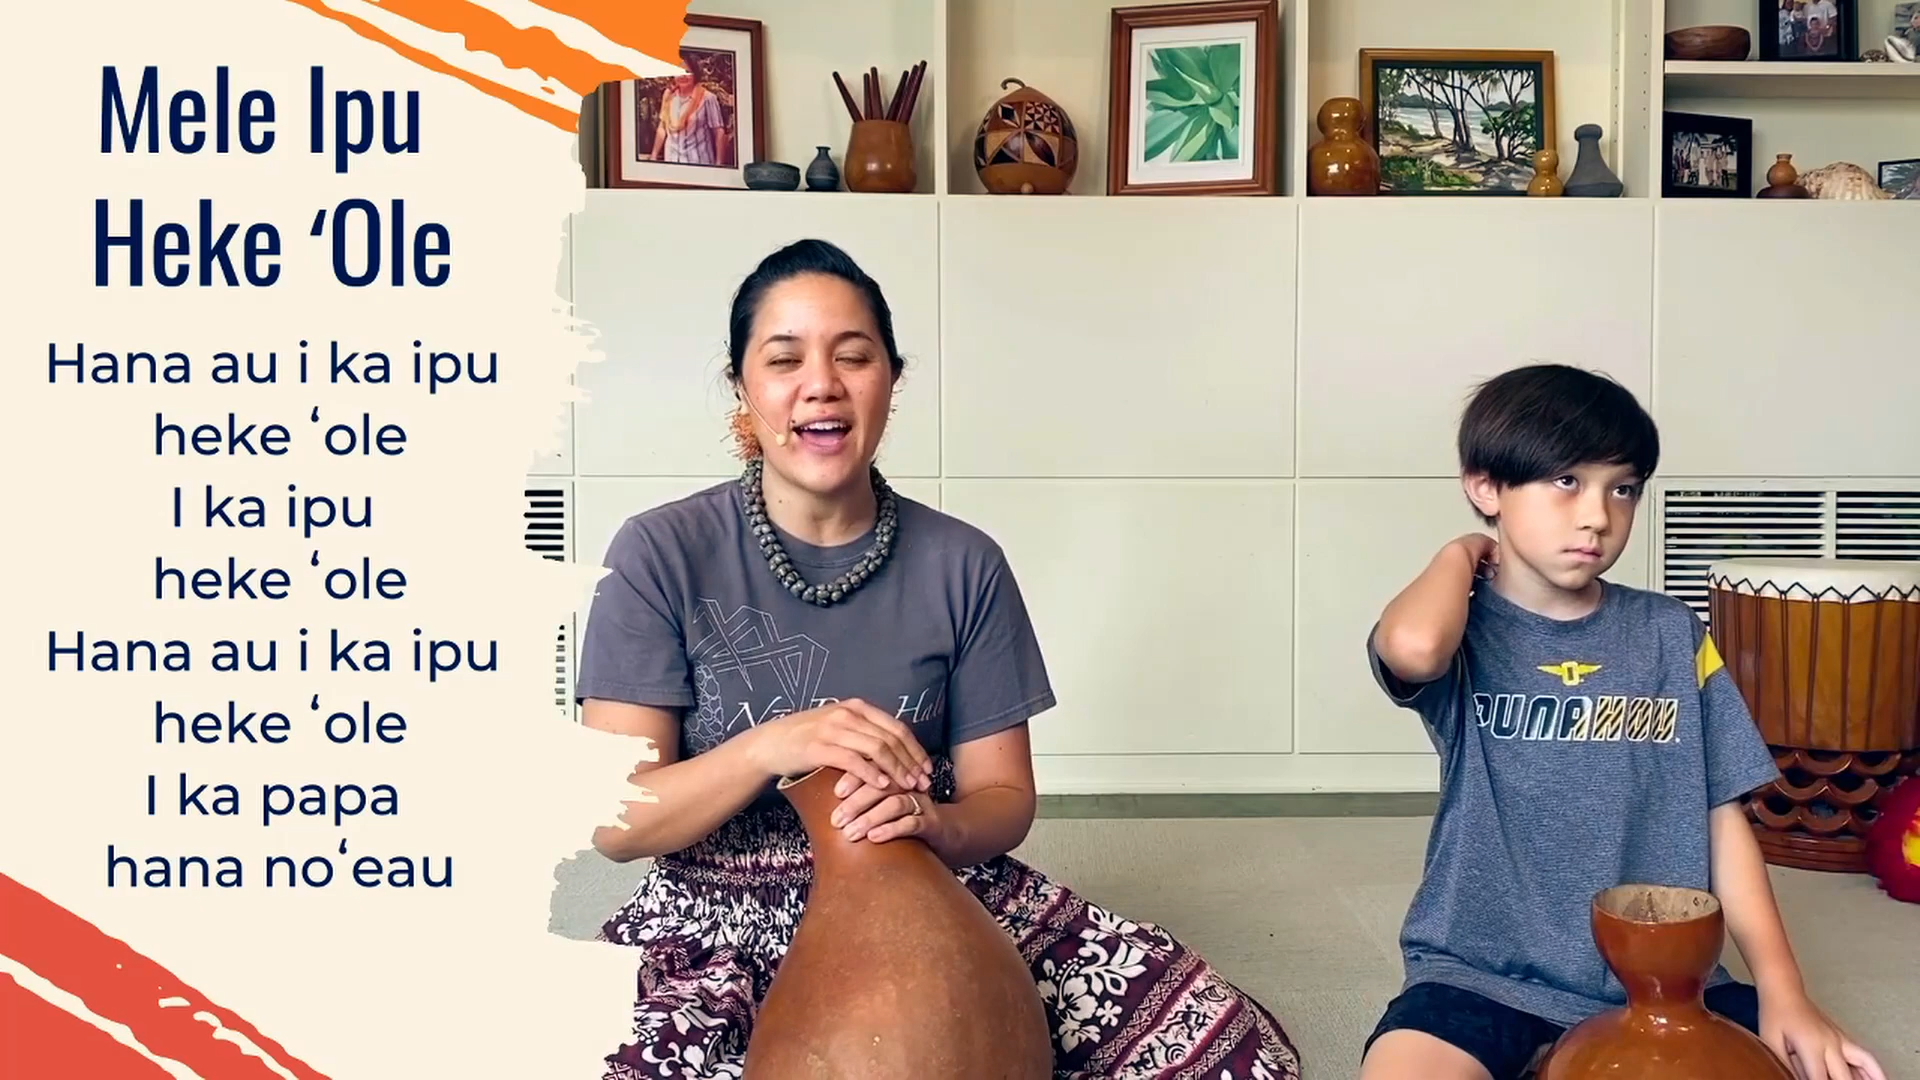 Mele Ipu
Heke ʻOle
Hana au i ka ipu
heke ʻole
I ka ipu
heke ʻole
Hana au i ka ipu
heke ʻole
I ka papa
hana noʻeau
PUNAHOU